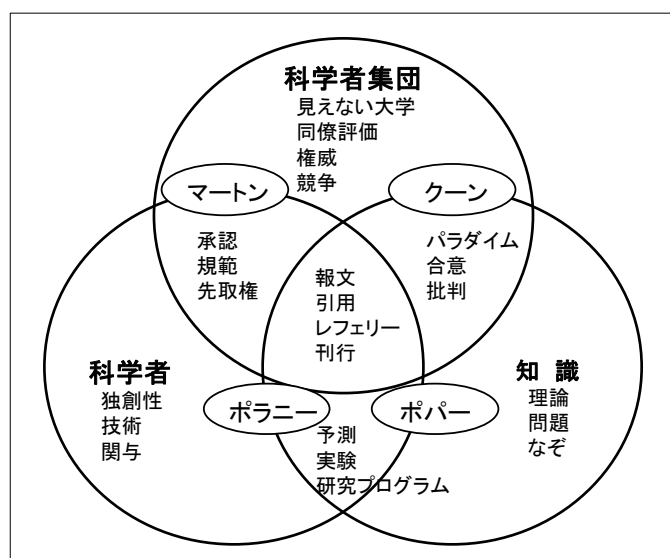 科学者集団
見えない大学
同僚評価
権威
競争
マートン
クーン
承認
規範
先取権
パラダイム
合意
批判
報文
引用
レフェリー
刊行
科学者
独創性
技術
関与
知 識
理論
問題
なぞ
ポラニー
ポパー
予測
実験
研究プログラム